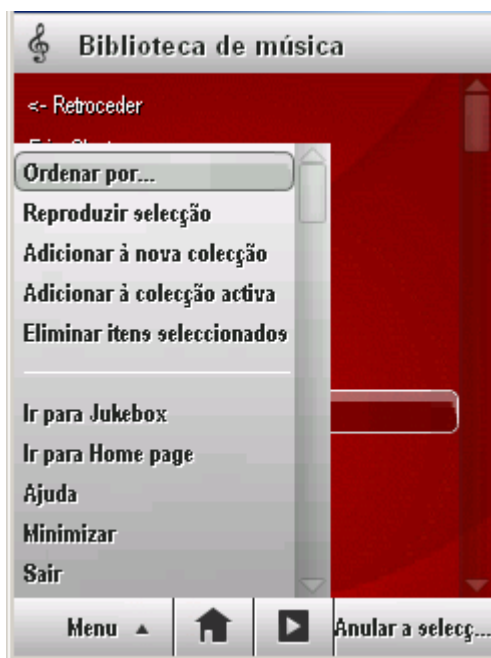 Biblioteca de música
<- Retroceder
Ordenar por...
Reproduzir selecção
Adicionar à nova colecção
Adicionar à colecção activa
Eliminar itens seleccionados
Ir para Jukebox
Ir para Home page
Ajuda
Minimizar
Sair
Menu Anular a selecç...